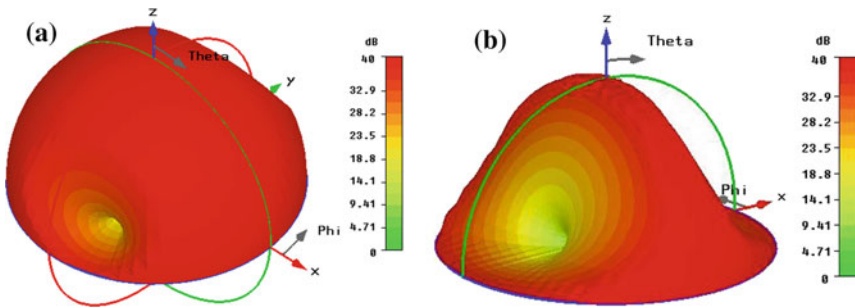 (a)
z
Theta
y
Phi
x
dB
40
32.9
28.2
23.5
18.8
14.1
9.41
4.71
0
(b)
z
Theta
Phi
x
dB
40
32.9
28.2
23.5
18.8
14.1
9.41
4.71
0